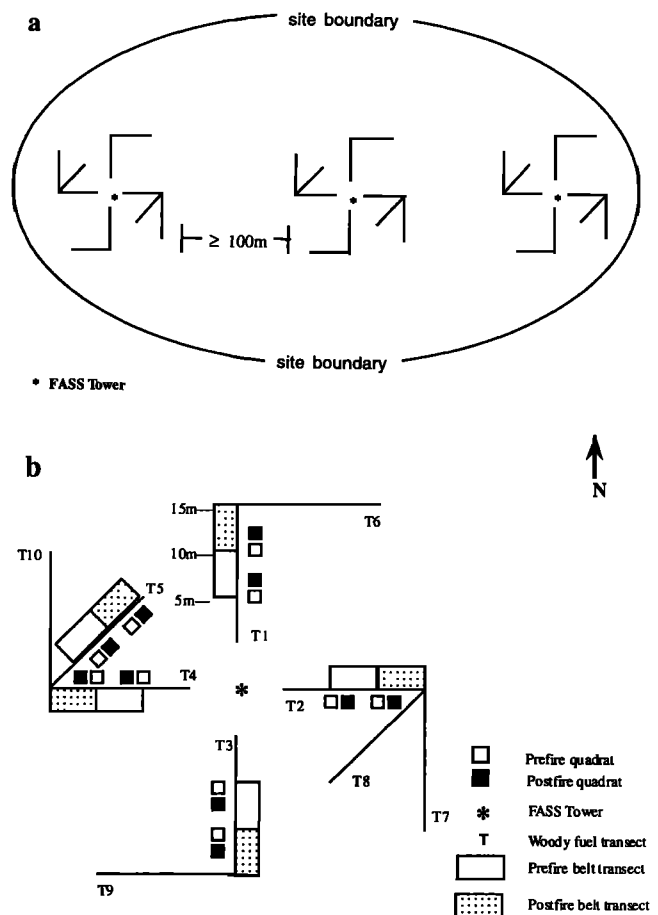 a
site boundary
≥ 100m
site boundary
* FASS Tower
b
N
15m
10m
5m
T6
T1
T10
T5
T4
T2
T3
T8
T7
T9
Prefire quadrat
Postfire quadrat
FASS Tower
T Woody fuel transect
Prefire belt transect
Postfire belt transect